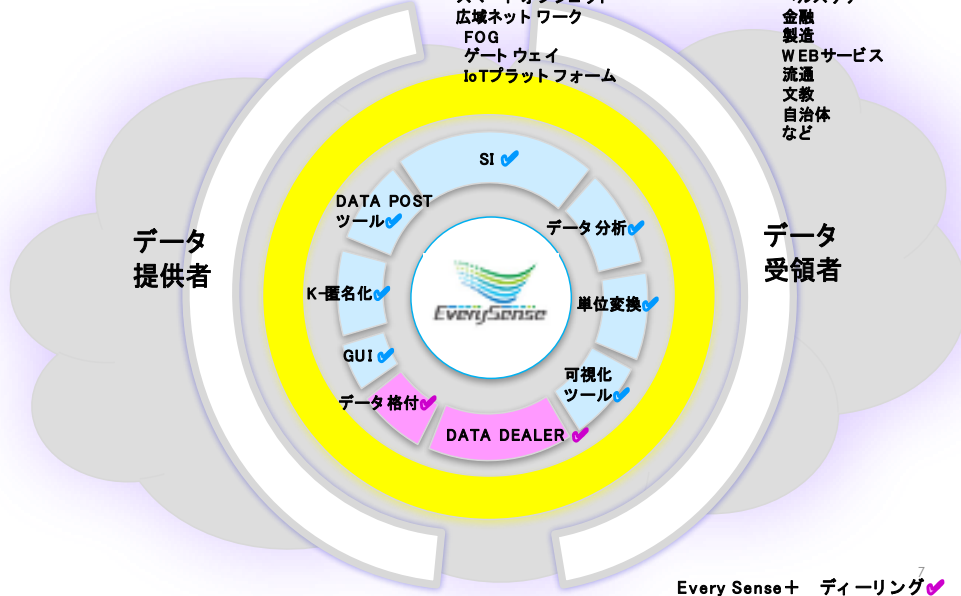 広域ネットワーク
FOG
ゲートウェイ
IoTプラットフォーム
金融
製造
WEBサービス
流通
文教
自治体
など
SI
DATA POST
ツール
データ分析
データ
提供者
データ
受領者
K-匿名化
単位変換
EverySense
GUI
可視化
ツール
データ格付
DATA DEALER
7
Every Sense＋ ディーリング